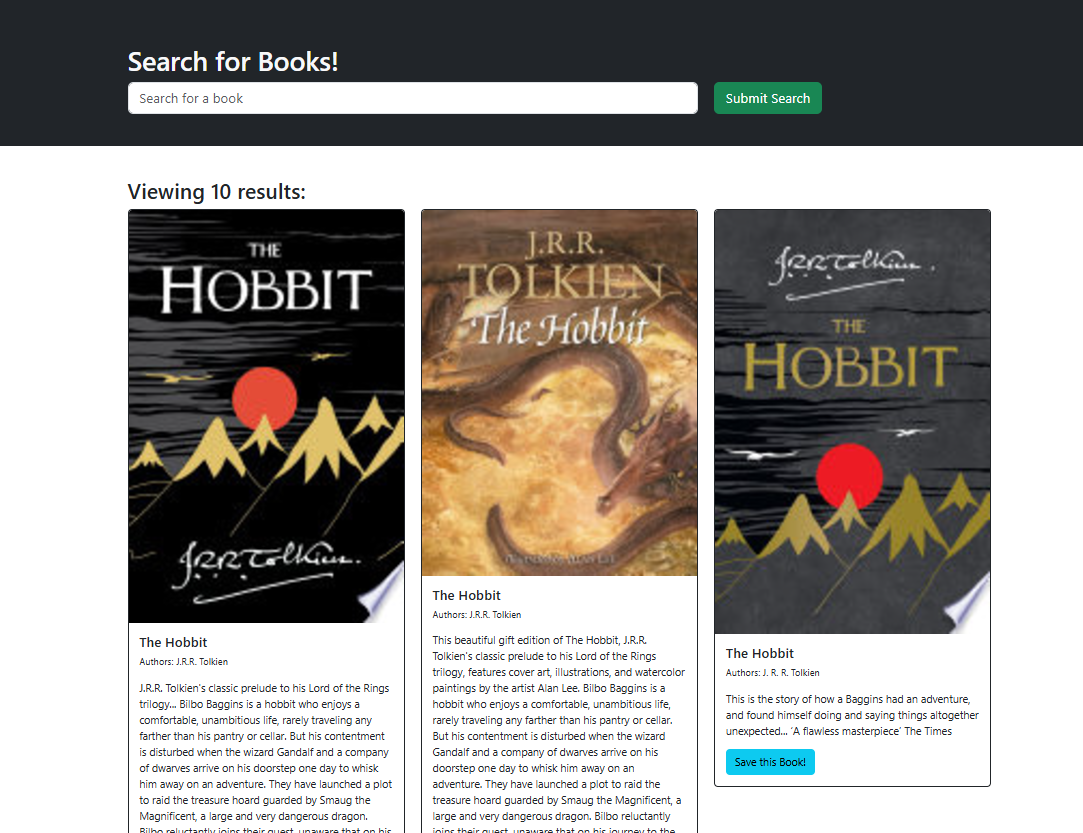 Search for Books!
Search for a book
Submit Search
Viewing 10 results:
THE
HOBBIT
J.R.R. Tolkien.
The Hobbit
Authors: J.R.R. Tolkien
J.R.R. Tolkien's classic prelude to his Lord of the Rings
trilogy... Bilbo Baggins is a hobbit who enjoys a
comfortable, unambitious life, rarely traveling any
farther than his pantry or cellar. But his contentment
is disturbed when the wizard Gandalf and a company
of dwarves arrive on his doorstep one day to whisk
him away on an adventure. They have launched a plot
to raid the treasure hoard guarded by Smaug the
Magnificent, a large and very dangerous dragon.
Bilbo reluctantly joins their quest, unaware that on his
J.R.R.
TOLKIEN
The Hobbit
The Hobbit
Authors: J.R.R. Tolkien
This beautiful gift edition of The Hobbit, J.R.R.
Tolkien's classic prelude to his Lord of the Rings
trilogy, features cover art, illustrations, and watercolor
paintings by the artist Alan Lee. Bilbo Baggins is a
hobbit who enjoys a comfortable, unambitious life,
rarely traveling any farther than his pantry or cellar.
But his contentment is disturbed when the wizard
Gandalf and a company of dwarves arrive on his
doorstep one day to whisk him away on an
adventure. They have launched a plot to raid the
treasure hoard guarded by Smaug the Magnificent, a
large and very dangerous dragon. Bilbo reluctantly
joins their quest, unaware that on his journey to the
J.R.R. Tolkien.
THE
HOBBIT
The Hobbit
Authors: J. R. R. Tolkien
This is the story of how a Baggins had an adventure,
and found himself doing and saying things altogether
unexpected... ‘A flawless masterpiece’ The Times
Save this Book!